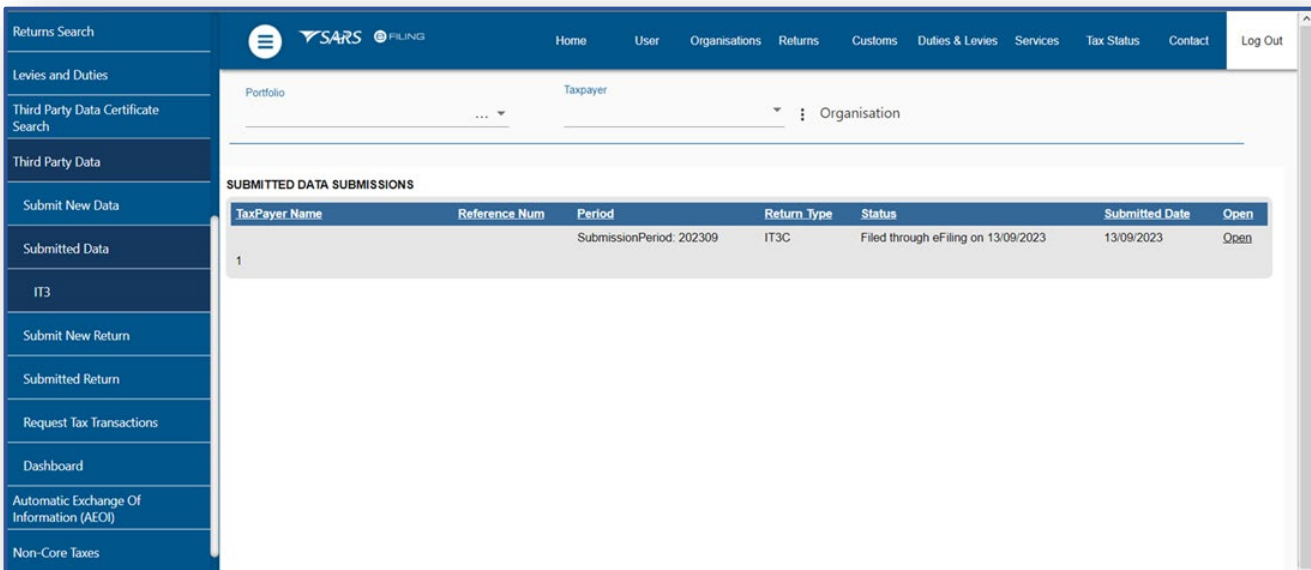 Returns Search
Levies and Duties
Third Party Data Certificate
Search
Third Party Data
Submit New Data
Submitted Data
IT3
Submit New Return
Submitted Return
Request Tax Transactions
Dashboard
Automatic Exchange Of
Information (AEOI)
Non-Core Taxes
SARS eFILING
Home User Organisations Returns Customs Duties & Levies Services Tax Status Contact Log Out
Portfolio Taxpayer
... Organisation
SUBMITTED DATA SUBMISSIONS
TaxPayer Name Reference Num Period Return Type Status Submitted Date Open
SubmissionPeriod: 202309 IT3C Filed through eFiling on 13/09/2023 13/09/2023 Open
1